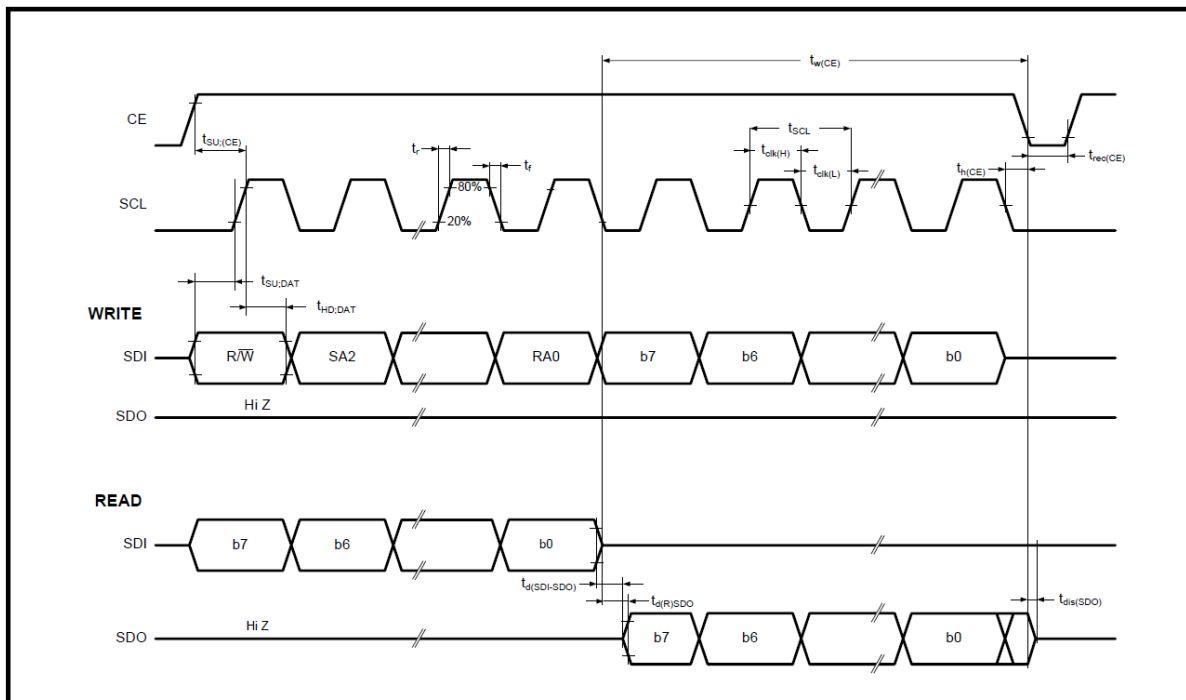 tw(CE)
CE
tSU;(CE)
tr
tf
tSCL
tclk(H)
tclk(L)
th(CE)
trec(CE)
SCL
80%
20%
tSU;DAT
tHD;DAT
WRITE
SDI R/W̅ SA2 RA0 b7 b6 b0
Hi Z
SDO
READ
SDI b7 b6 b0
td(SDI-SDO)
td(R)SDO
tdis(SDO)
Hi Z
SDO b7 b6 b0